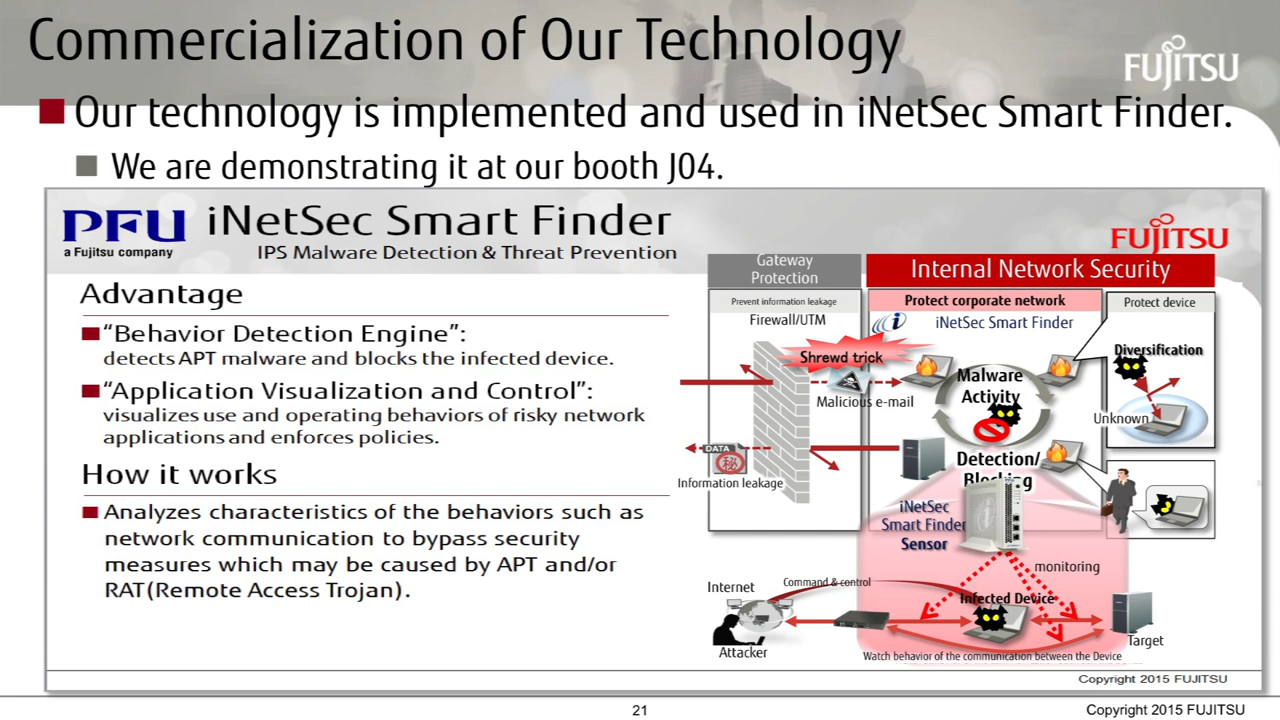 Commercialization of Our Technology
FUJITSU
Our technology is implemented and used in iNetSec Smart Finder.
We are demonstrating it at our booth J04.
PFU
a Fujitsu company
iNetSec Smart Finder
IPS Malware Detection & Threat Prevention
FUJITSU
Advantage
"Behavior Detection Engine":
detects APT malware and blocks the infected device.
"Application Visualization and Control":
visualizes use and operating behaviors of risky network
applications and enforces policies.
How it works
Analyzes characteristics of the behaviors such as
network communication to bypass security
measures which may be caused by APT and/or
RAT(Remote Access Trojan).
Gateway
Protection
Internal Network Security
Prevent information leakage
Protect corporate network
Protect device
Firewall/UTM
i
iNetSec Smart Finder
Shrewd trick
Malicious e-mail
Malware
Activity
Diversification
Unknown
DATA
秘
Information leakage
Detection/
Blocking
iNetSec
Smart Finder
Sensor
monitoring
Internet
Command & control
Infected Device
Attacker
Target
Watch behavior of the communication between the Device
Copyright 2015 FUJITSU
21
Copyright 2015 FUJITSU